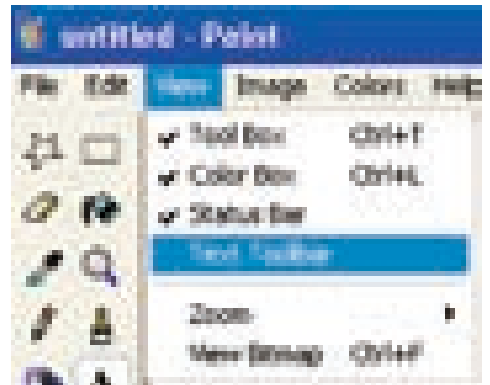 untitled - Paint
File Edit View Image Colors Help
Tool Box Ctrl+T
Color Box Ctrl+L
Status Bar
Text Toolbar
Zoom
View Bitmap Ctrl+F